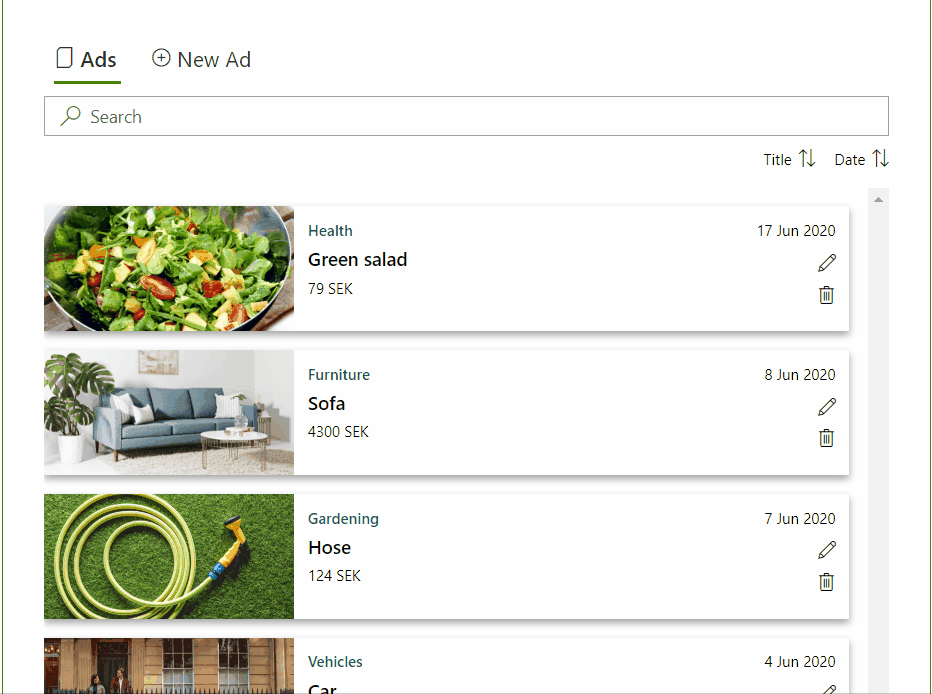 Ads New Ad
Search
Title Date
Health 17 Jun 2020
Green salad
79 SEK
Furniture 8 Jun 2020
Sofa
4300 SEK
Gardening 7 Jun 2020
Hose
124 SEK
Vehicles 4 Jun 2020
Car